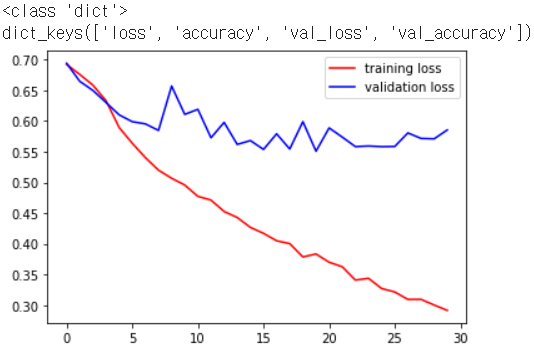 <class 'dict'>
dict_keys(['loss', 'accuracy', 'val_loss', 'val_accuracy'])
0.70
training loss
validation loss
0.65
0.60
0.55
0.50
0.45
0.40
0.35
0.30
0 5 10 15 20 25 30